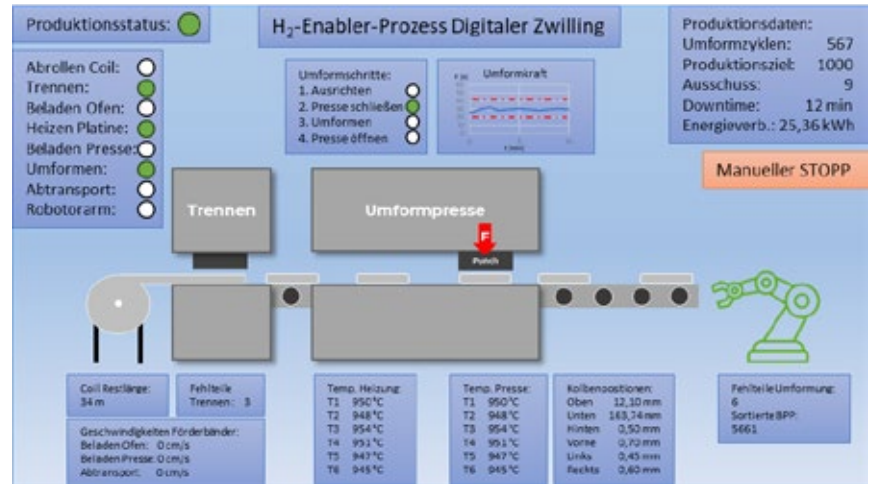 Produktionsstatus:
H₂-Enabler-Prozess Digitaler Zwilling
Produktionsdaten:
Umformzyklen: 567
Produktionsziel: 1000
Ausschuss: 9
Downtime: 12 min
Energieverb.: 25,36 kWh
Manueller STOPP
Abrollen Coil:
Trennen:
Beladen Ofen:
Heizen Platine:
Beladen Presse:
Umformen:
Abtransport:
Robotorarm:
Umformschritte:
1. Ausrichten
2. Presse schließen
3. Umformen
4. Presse öffnen
Umformkraft
Trennen
Umformpresse
F
Punch
Coil Restlänge:
34 m
Fehlteile
Trennen: 3
Geschwindigkeiten Förderbänder:
Beladen Ofen: 0 cm/s
Beladen Presse: 0 cm/s
Abtransport: 0 cm/s
Temp. Heizung:
T1 950°C
T2 948°C
T3 954°C
T4 951°C
T5 947°C
T6 945°C
Temp. Presse:
T1 950°C
T2 948°C
T3 954°C
T4 951°C
T5 947°C
T6 945°C
Kolbenpostionen:
Oben 12,10 mm
Unten 163,74 mm
Hinten 0,50 mm
Vorne 0,70 mm
Links 0,45 mm
Rechts 0,60 mm
Fehlteile Umformung:
6
Sortierte BPP:
5661